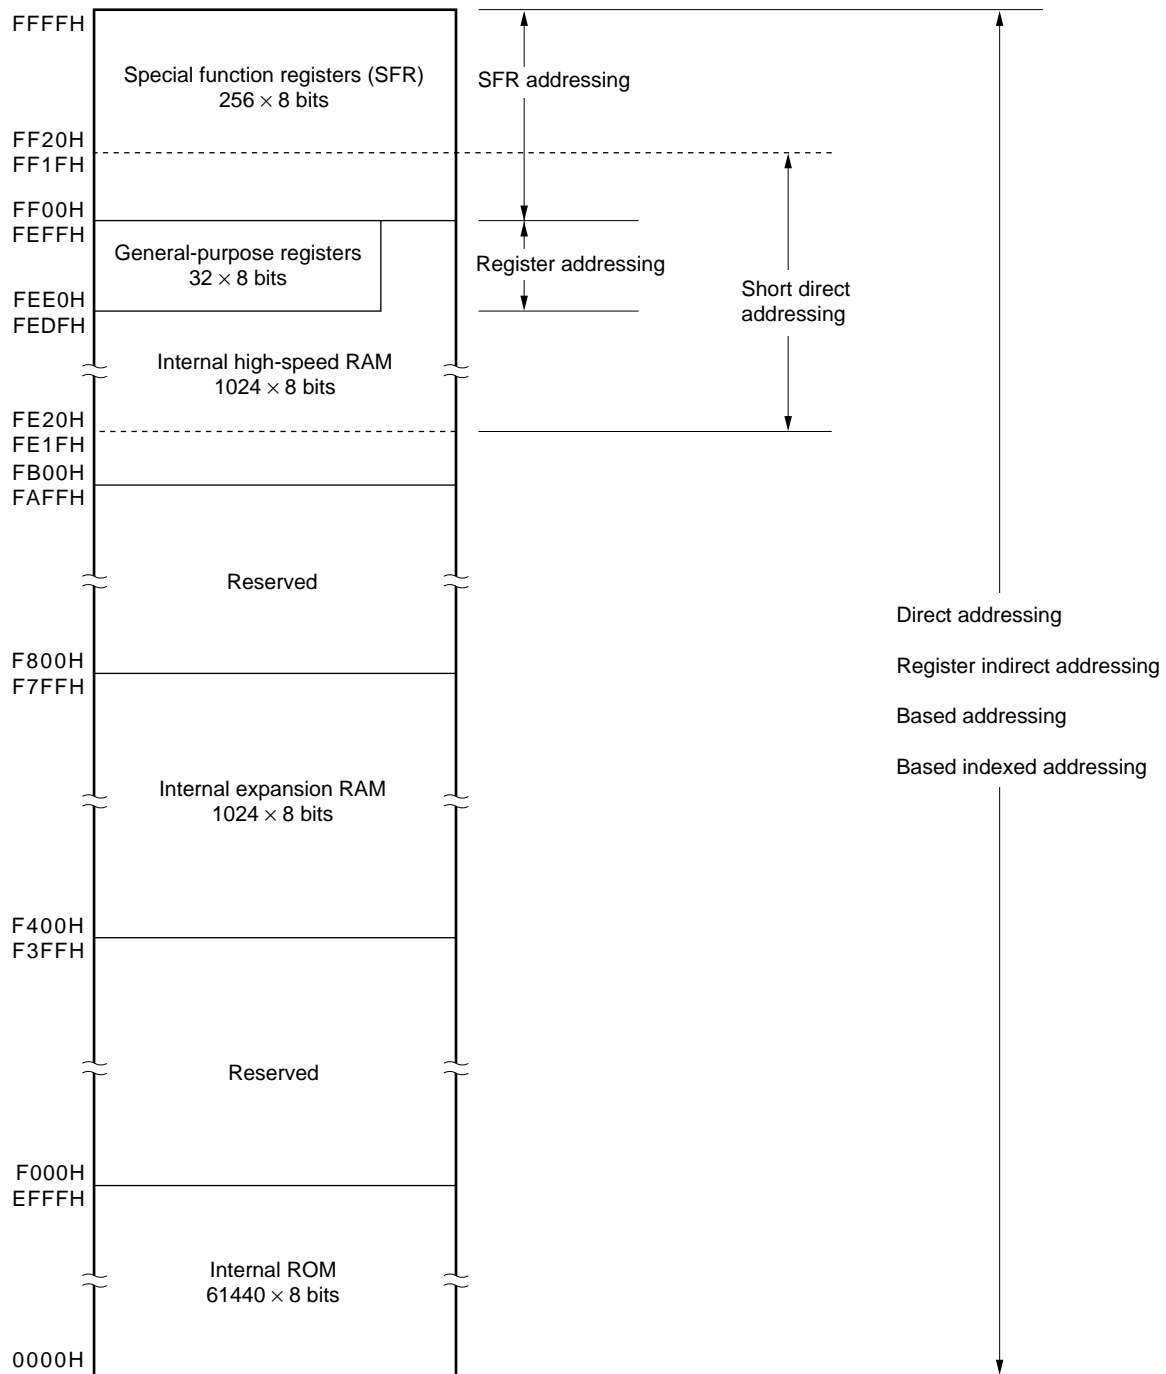 FFFFH
Special function registers (SFR)
256 × 8 bits
SFR addressing
FF20H
FF1FH
FF00H
FEFFH
General-purpose registers
32 × 8 bits
Register addressing
Short direct
addressing
FEE0H
FEDFH
Internal high-speed RAM
1024 × 8 bits
FE20H
FE1FH
FB00H
FAFFH
Reserved
Direct addressing
Register indirect addressing
Based addressing
Based indexed addressing
F800H
F7FFH
Internal expansion RAM
1024 × 8 bits
F400H
F3FFH
Reserved
F000H
EFFFH
Internal ROM
61440 × 8 bits
0000H